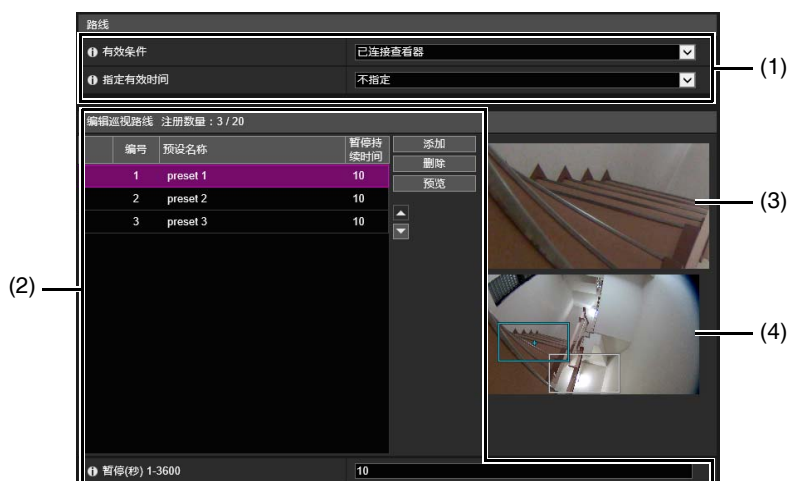 路线
有效条件 已连接查看器
(1)
指定有效时间 不指定
编辑巡视路线 注册数量：3 / 20
编号 预设名称 暂停持续时间
添加
删除
预览
1 preset 1 10
2 preset 2 10
3 preset 3 10
(3)
(2)
(4)
暂停(秒) 1-3600 10